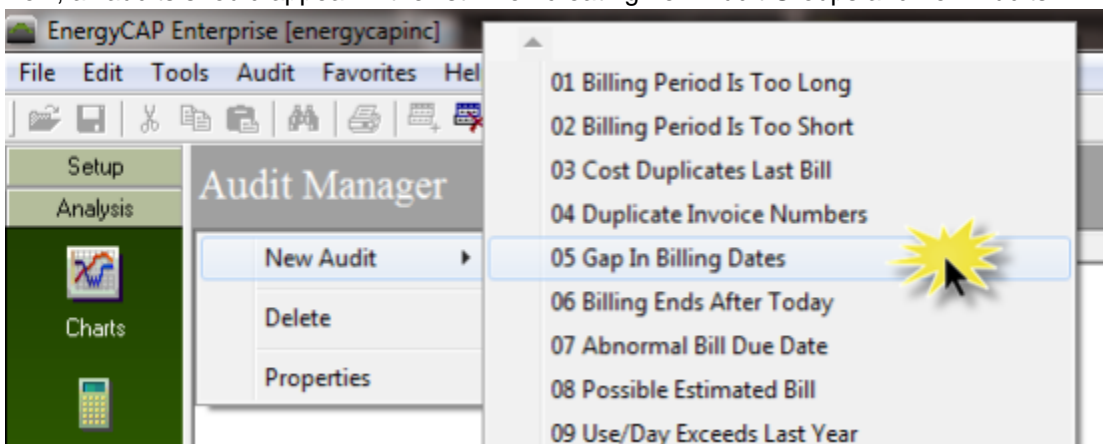 EnergyCAP Enterprise [energycapinc]
File Edit Tools Audit Favorites
Setup
Analysis
Charts
Audit Manager
New Audit
Delete
Properties
01 Billing Period Is Too Long
02 Billing Period Is Too Short
03 Cost Duplicates Last Bill
04 Duplicate Invoice Numbers
05 Gap In Billing Dates
06 Billing Ends After Today
07 Abnormal Bill Due Date
08 Possible Estimated Bill
09 Use/Day Exceeds Last Year